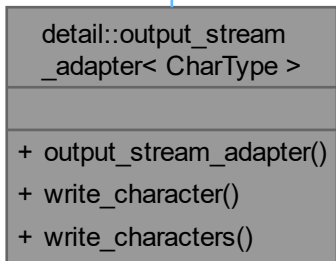 detail::output_stream
_adapter< CharType >
+ output_stream_adapter()
+ write_character()
+ write_characters()